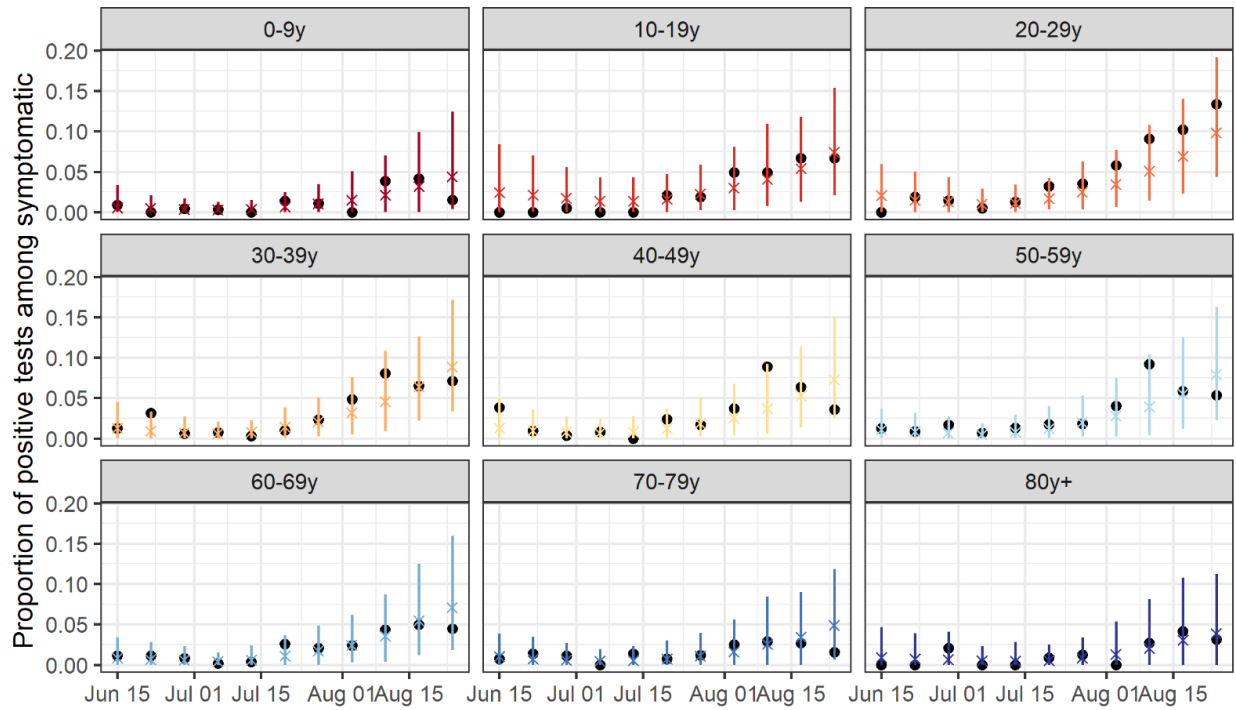 Proportion of positive tests among symptomatic
0-9y
10-19y
20-29y
0.20
0.15
0.10
0.05
0.00
30-39y
40-49y
50-59y
0.20
0.15
0.10
0.05
0.00
60-69y
70-79y
80y+
0.20
0.15
0.10
0.05
0.00
Jun 15 Jul 01 Jul 15 Aug 01 Aug 15
Jun 15 Jul 01 Jul 15 Aug 01 Aug 15
Jun 15 Jul 01 Jul 15 Aug 01 Aug 15